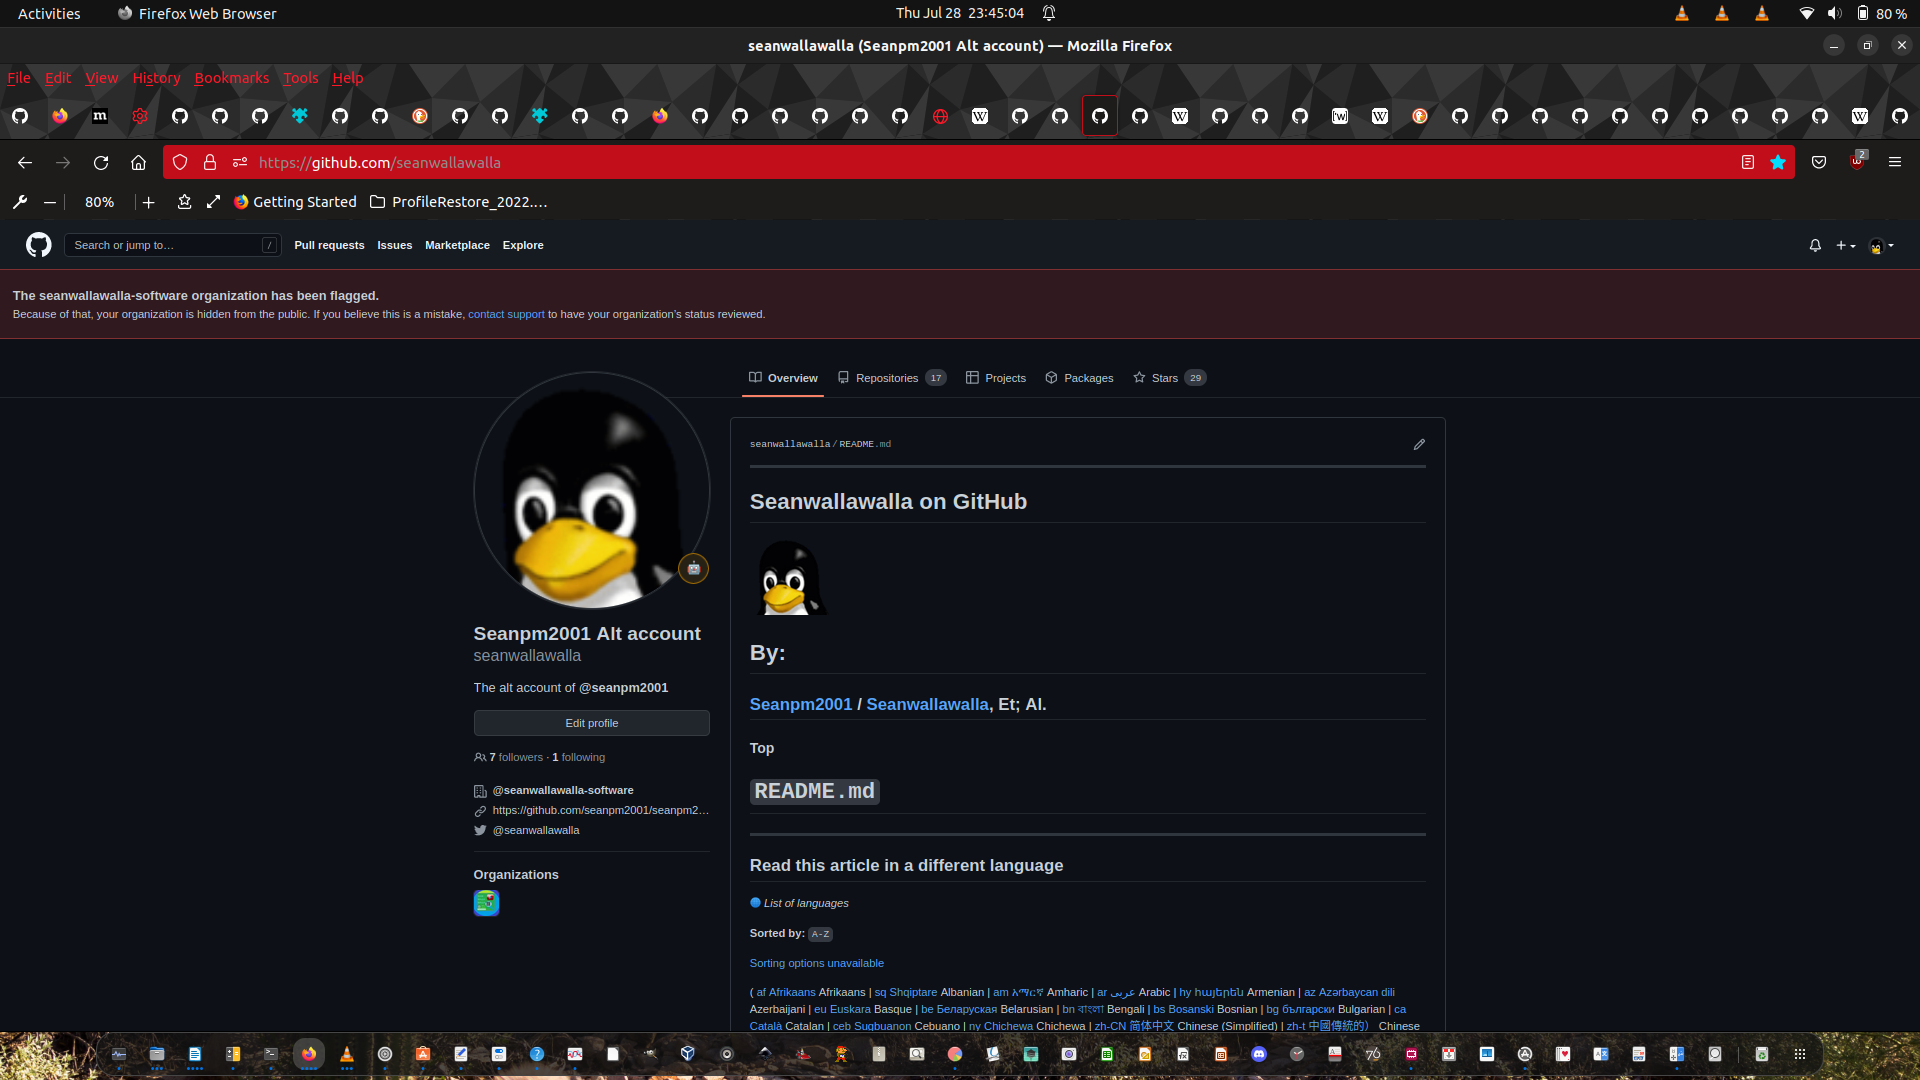 Activities Firefox Web Browser Thu Jul 28 23:45:04 80 %
seanwallawalla (Seanpm2001 Alt account) — Mozilla Firefox
File Edit View History Bookmarks Tools Help
https://github.com/seanwallawalla 2
80% Getting Started ProfileRestore_2022....
Search or jump to... / Pull requests Issues Marketplace Explore
The seanwallawalla-software organization has been flagged.
Because of that, your organization is hidden from the public. If you believe this is a mistake, contact support to have your organization's status reviewed.
Overview Repositories 17 Projects Packages Stars 29
seanwallawalla / README.md
Seanwallawalla on GitHub
Seanpm2001 Alt account
seanwallawalla
The alt account of @seanpm2001
Edit profile
7 followers · 1 following
@seanwallawalla-software
https://github.com/seanpm2001/seanpm2...
@seanwallawalla
Organizations
By:
Seanpm2001 / Seanwallawalla, Et; Al.
Top
README.md
Read this article in a different language
List of languages
Sorted by: A-Z
Sorting options unavailable
( af Afrikaans Afrikaans | sq Shqiptare Albanian | am አማርኛ Amharic | ar عربى Arabic | hy հայերեն Armenian | az Azərbaycan dili
Azerbaijani | eu Euskara Basque | be Беларуская Belarusian | bn বাংলা Bengali | bs Bosanski Bosnian | bg български Bulgarian | ca
Català Catalan | ceb Sugbuanon Cebuano | ny Chichewa Chichewa | zh-CN 简体中文 Chinese (Simplified) | zh-t 中國傳統的） Chinese